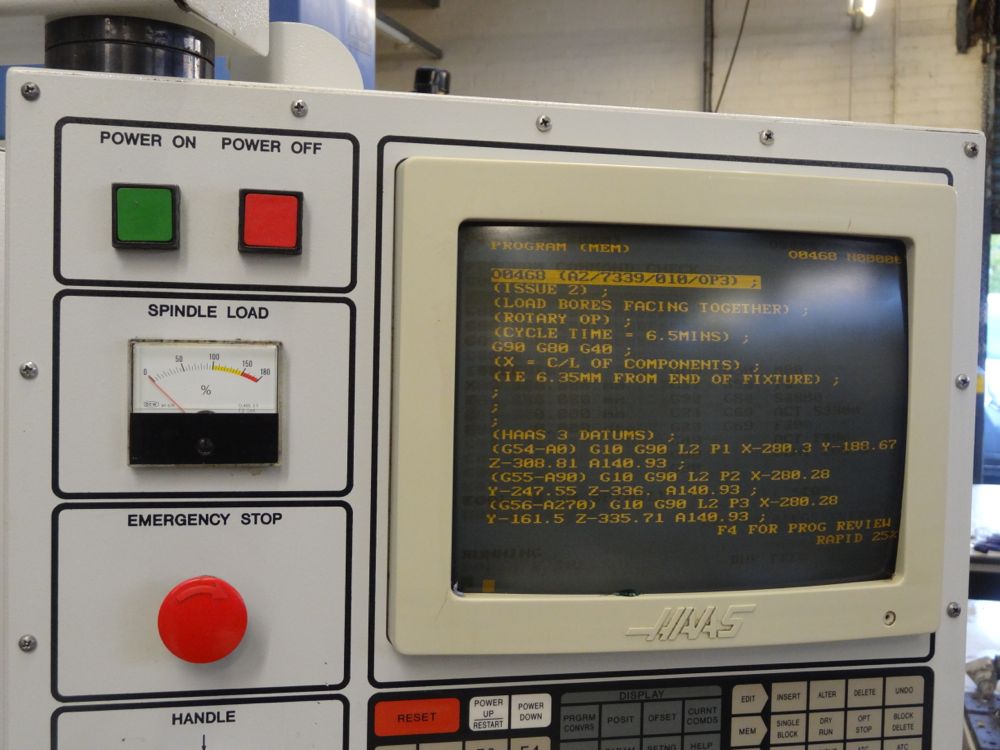 POWER ON POWER OFF
SPINDLE LOAD
0 50 100 150 180
%
EMERGENCY STOP
HANDLE
PROGRAM (MEM)
O0468 N00000
O0468 (A2/7339/010/OP3) ;
(ISSUE 2) ;
(LOAD BORES FACING TOGETHER) ;
(ROTARY OP) ;
(CYCLE TIME = 6.5MINS) ;
G90 G80 G40 ;
(X = C/L OF COMPONENTS) ;
(IE 6.35MM FROM END OF FIXTURE) ;
;
;
;
(HAAS 3 DATUMS) ;
(G54-A0) G10 G90 L2 P1 X-280.3 Y-188.67
Z-308.81 A140.93 ;
(G55-A90) G10 G90 L2 P2 X-280.28
Y-247.55 Z-336. A140.93 ;
(G56-A270) G10 G90 L2 P3 X-280.28
Y-161.5 Z-335.71 A140.93 ;
F4 FOR PROG REVIEW
RAPID 25%
RUNNING
HAAS
RESET
POWER UP RESTART
POWER DOWN
DISPLAY
PRGRM CONVRS
POSIT
OFSET
CURNT COMDS
EDIT
INSERT
ALTER
DELETE
UNDO
MEM
SINGLE BLOCK
DRY RUN
OPT STOP
BLOCK DELETE
HELP